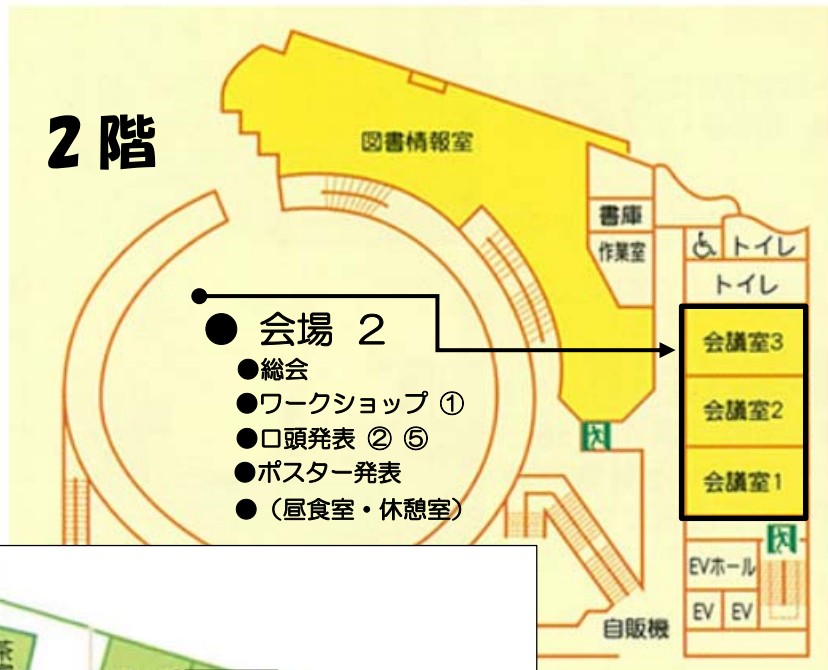 2階
図書情報室
書庫
作業室
トイレ
トイレ
● 会場 2
●総会
●ワークショップ ①
●口頭発表 ② ⑤
●ポスター発表
●（昼食室・休憩室）
会議室3
会議室2
会議室1
EVホール
EV EV
自販機
茶